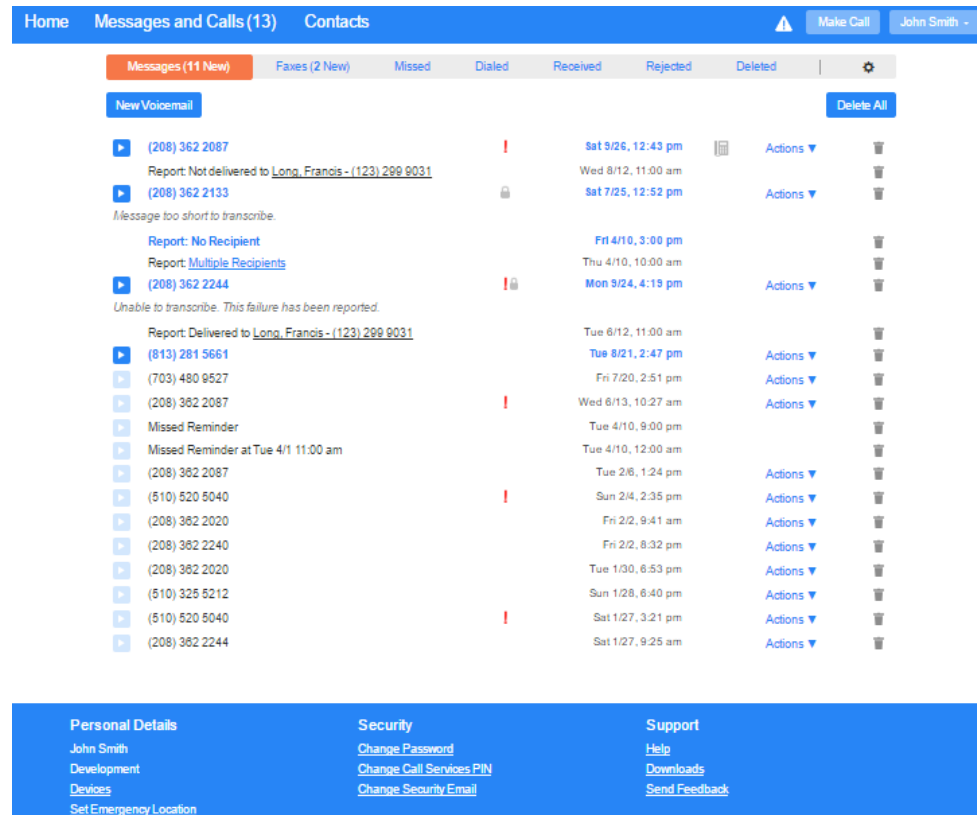 Home Messages and Calls (13) Contacts Make Call John Smith
Messages (11 New) Faxes (2 New) Missed Dialed Received Rejected Deleted
New Voicemail Delete All
(208) 362 2087 ! Sat 9/26, 12:43 pm Actions ▼
Report: Not delivered to Long, Francis - (123) 299 9031 Wed 8/12, 11:00 am
(208) 362 2133 Sat 7/25, 12:52 pm Actions ▼
Message too short to transcribe.
Report: No Recipient Fri 4/10, 3:00 pm
Report: Multiple Recipients Thu 4/10, 10:00 am
(208) 362 2244 ! Mon 9/24, 4:19 pm Actions ▼
Unable to transcribe. This failure has been reported.
Report: Delivered to Long, Francis - (123) 299 9031 Tue 6/12, 11:00 am
(813) 281 5661 Tue 8/21, 2:47 pm Actions ▼
(703) 480 9527 Fri 7/20, 2:51 pm Actions ▼
(208) 362 2087 ! Wed 6/13, 10:27 am Actions ▼
Missed Reminder Tue 4/10, 9:00 pm
Missed Reminder at Tue 4/1 11:00 am Tue 4/10, 12:00 am
(208) 362 2087 Tue 2/6, 1:24 pm Actions ▼
(510) 520 5040 ! Sun 2/4, 2:35 pm Actions ▼
(208) 362 2020 Fri 2/2, 9:41 am Actions ▼
(208) 362 2240 Fri 2/2, 8:32 pm Actions ▼
(208) 362 2020 Tue 1/30, 6:53 pm Actions ▼
(510) 325 5212 Sun 1/28, 6:40 pm Actions ▼
(510) 520 5040 ! Sat 1/27, 3:21 pm Actions ▼
(208) 362 2244 Sat 1/27, 9:25 am Actions ▼
Personal Details Security Support
John Smith Change Password Help
Development Change Call Services PIN Downloads
Devices Change Security Email Send Feedback
Set Emergency Location